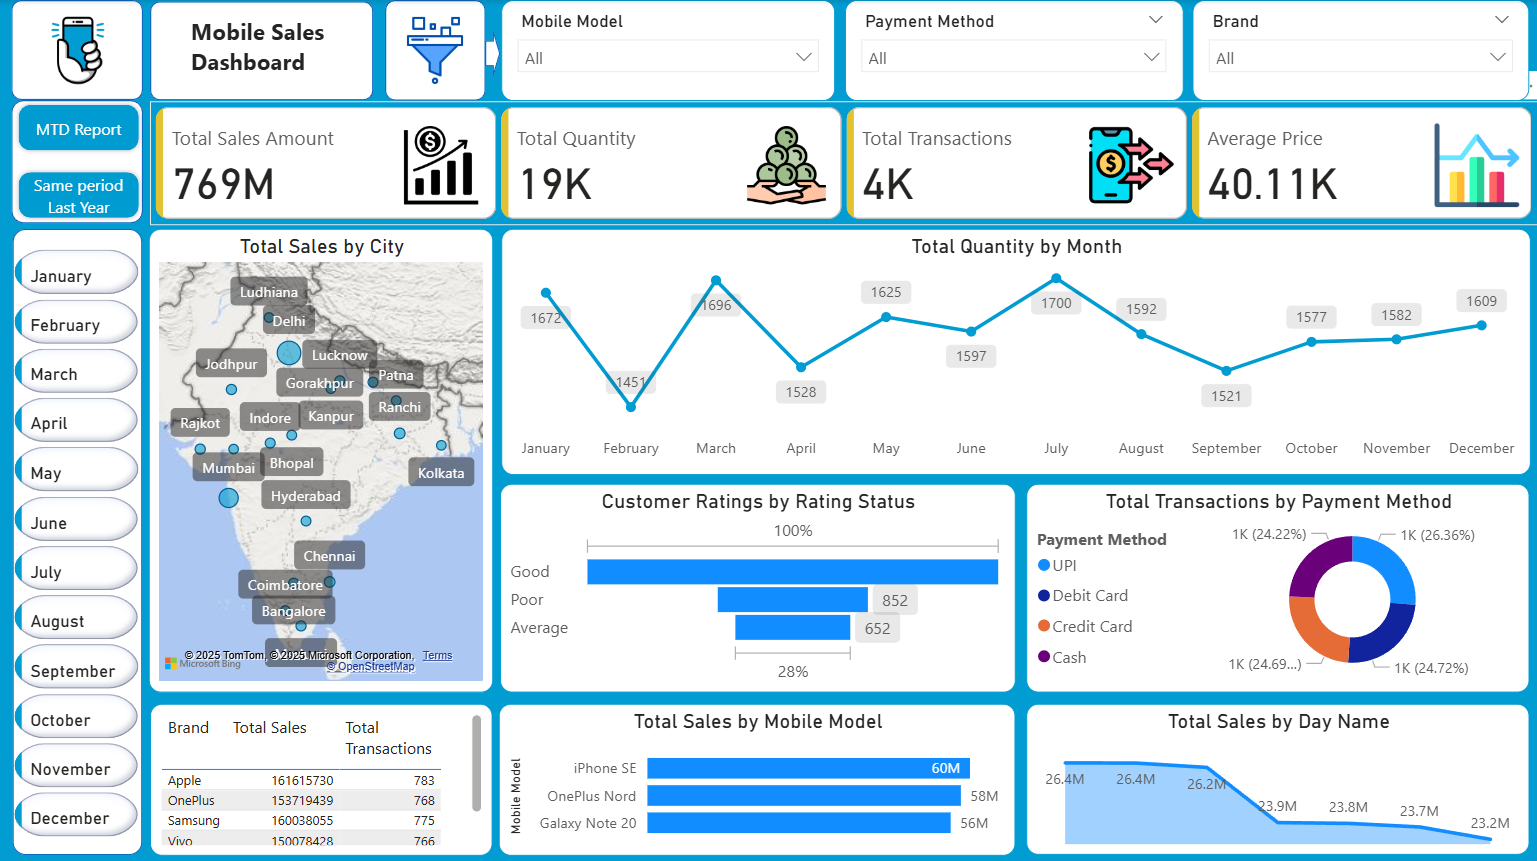 Mobile Sales
Dashboard
Mobile Model
All
Payment Method
All
Brand
All
MTD Report
Same period
Last Year
Total Sales Amount
769M
Total Quantity
19K
Total Transactions
4K
Average Price
40.11K
January
February
March
April
May
June
July
August
September
October
November
December
Total Sales by City
Ludhiana
Delhi
Lucknow
Jodhpur
Gorakhpur
Patna
Ranchi
Rajkot
Indore
Kanpur
Mumbai
Bhopal
Kolkata
Hyderabad
Chennai
Coimbatore
Bangalore
© 2025 TomTom, © 2025 Microsoft Corporation, Terms
Microsoft Bing
© OpenStreetMap
Total Quantity by Month
1672
1451
1696
1528
1625
1597
1700
1592
1521
1577
1582
1609
January
February
March
April
May
June
July
August
September
October
November
December
Customer Ratings by Rating Status
100%
Good
Poor
852
Average
652
28%
Total Transactions by Payment Method
Payment Method
UPI
Debit Card
Credit Card
Cash
1K (24.22%)
1K (26.36%)
1K (24.69...)
1K (24.72%)
Brand Total Sales Total
Transactions
Apple 161615730 783
OnePlus 153719439 768
Samsung 160038055 775
Vivo 150078428 766
Total Sales by Mobile Model
Mobile Model
iPhone SE 60M
OnePlus Nord 58M
Galaxy Note 20 56M
Total Sales by Day Name
26.4M
26.4M
26.2M
23.9M
23.8M
23.7M
23.2M